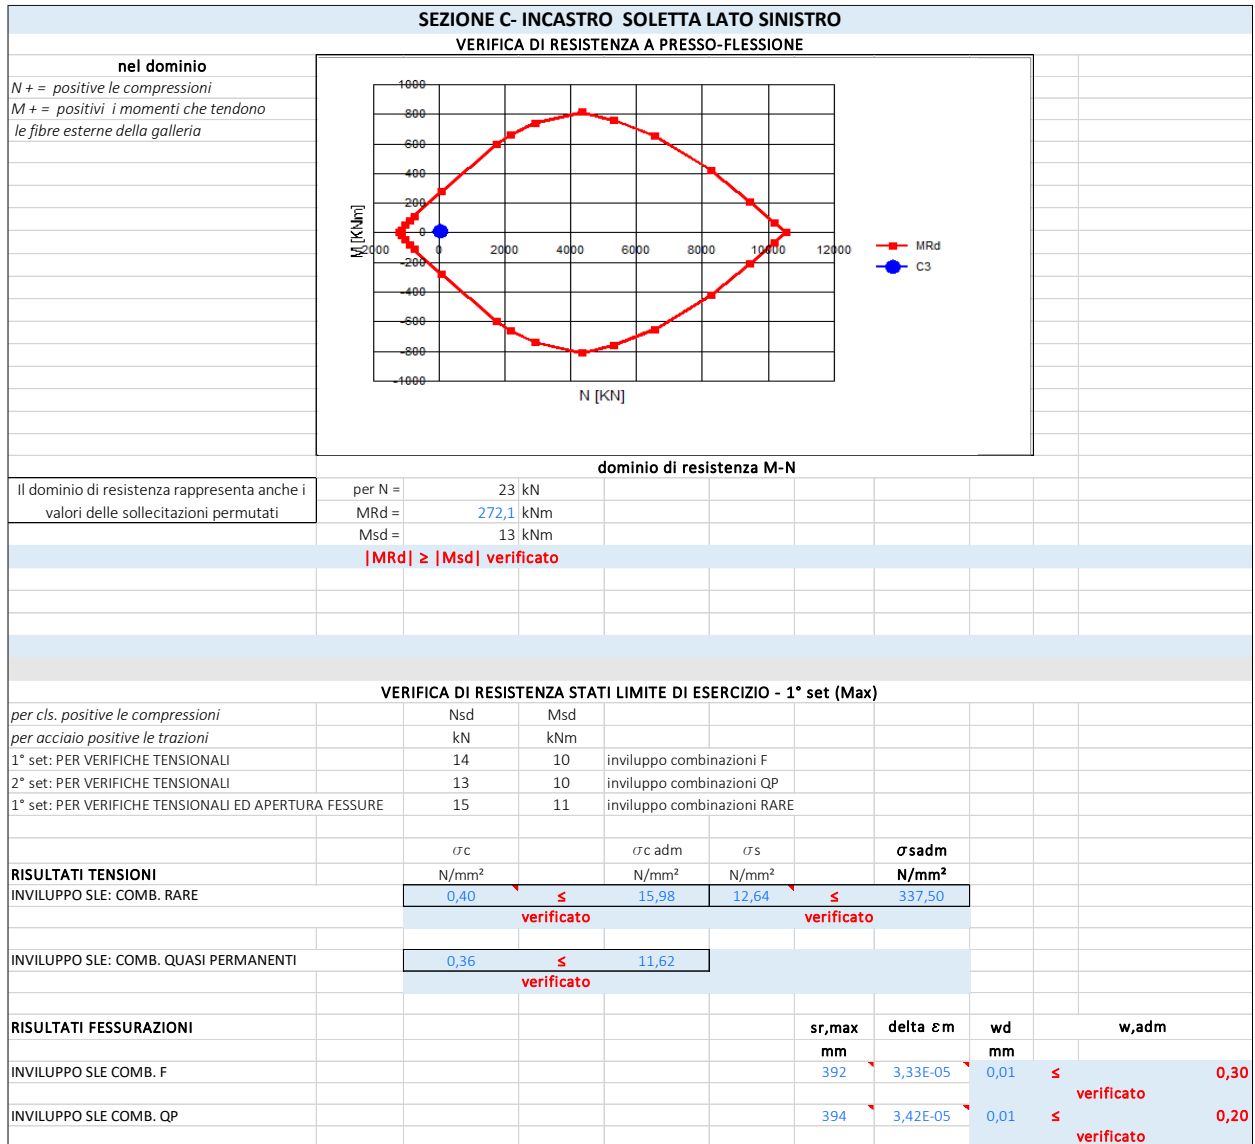 SEZIONE C- INCASTRO SOLETTA LATO SINISTRO
VERIFICA DI RESISTENZA A PRESSO-FLESSIONE
nel dominio
N + = positive le compressioni
M + = positivi i momenti che tendono
le fibre esterne della galleria
1000
800
600
400
200
0
-200
-400
-600
-800
-1000
M [KNm]
-2000 0 2000 4000 6000 8000 10000 12000
N [KN]
MRd
C3
dominio di resistenza M-N
Il dominio di resistenza rappresenta anche i
valori delle sollecitazioni permutati
per N = 23 kN
MRd = 272,1 kNm
Msd = 13 kNm
|MRd| ≥ |Msd| verificato
VERIFICA DI RESISTENZA STATI LIMITE DI ESERCIZIO - 1° set (Max)
per cls. positive le compressioni Nsd Msd
per acciaio positive le trazioni kN kNm
1° set: PER VERIFICHE TENSIONALI 14 10 inviluppo combinazioni F
2° set: PER VERIFICHE TENSIONALI 13 10 inviluppo combinazioni QP
1° set: PER VERIFICHE TENSIONALI ED APERTURA FESSURE 15 11 inviluppo combinazioni RARE
σc σc adm σs σsadm
RISULTATI TENSIONI N/mm² N/mm² N/mm² N/mm²
INVILUPPO SLE: COMB. RARE 0,40 ≤ 15,98 12,64 ≤ 337,50
verificato verificato
INVILUPPO SLE: COMB. QUASI PERMANENTI 0,36 ≤ 11,62
verificato
RISULTATI FESSURAZIONI sr,max delta εm wd w,adm
mm mm
INVILUPPO SLE COMB. F 392 3,33E-05 0,01 ≤ 0,30
verificato
INVILUPPO SLE COMB. QP 394 3,42E-05 0,01 ≤ 0,20
verificato